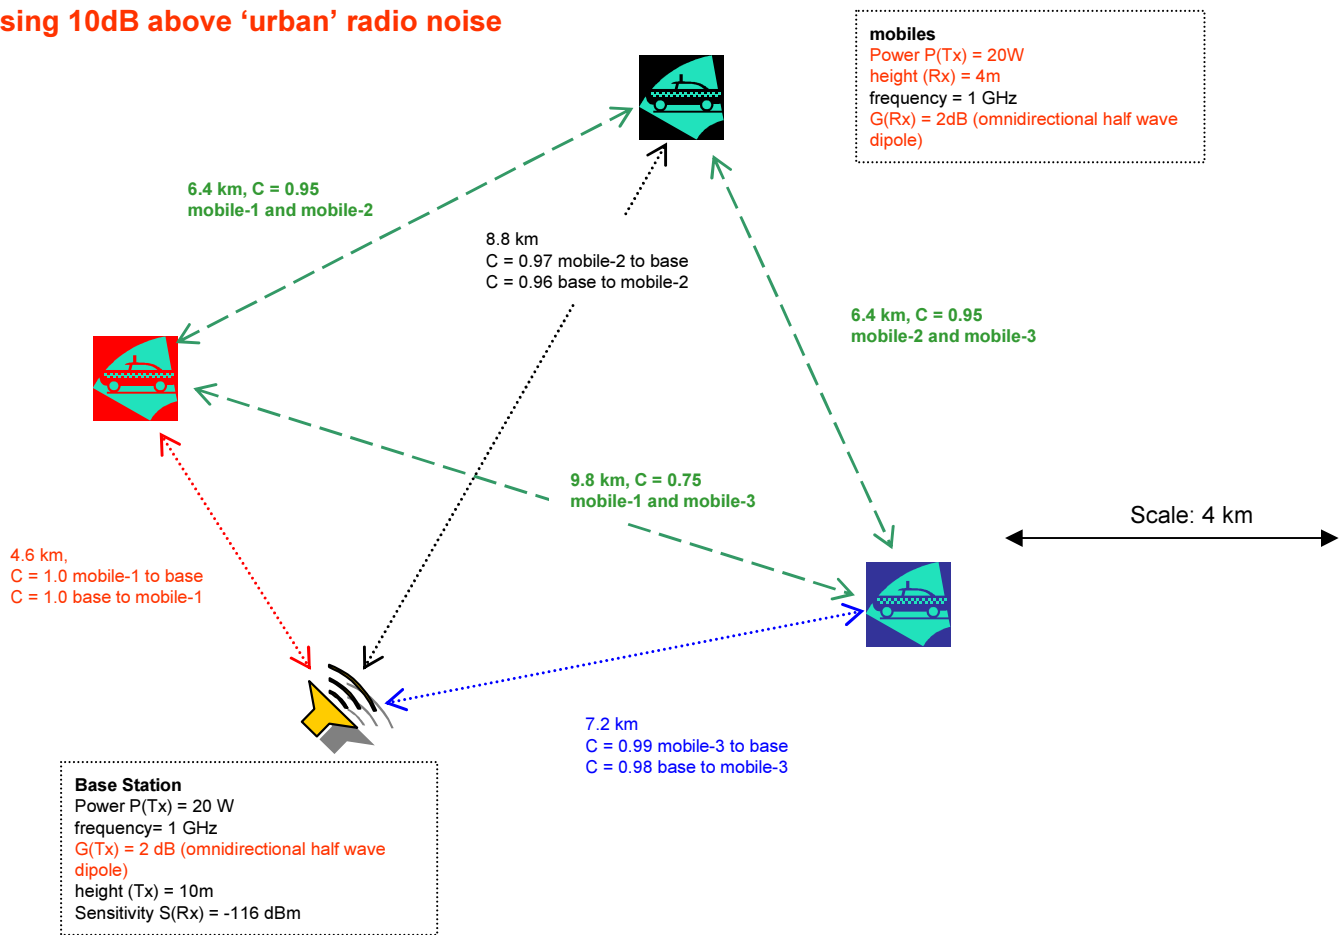 sing 10dB above ‘urban’ radio noise
mobiles
Power P(Tx) = 20W
height (Rx) = 4m
frequency = 1 GHz
G(Rx) = 2dB (omnidirectional half wave
dipole)
6.4 km, C = 0.95
mobile-1 and mobile-2
8.8 km
C = 0.97 mobile-2 to base
C = 0.96 base to mobile-2
6.4 km, C = 0.95
mobile-2 and mobile-3
9.8 km, C = 0.75
mobile-1 and mobile-3
Scale: 4 km
4.6 km,
C = 1.0 mobile-1 to base
C = 1.0 base to mobile-1
7.2 km
C = 0.99 mobile-3 to base
C = 0.98 base to mobile-3
Base Station
Power P(Tx) = 20 W
frequency= 1 GHz
G(Tx) = 2 dB (omnidirectional half wave
dipole)
height (Tx) = 10m
Sensitivity S(Rx) = -116 dBm